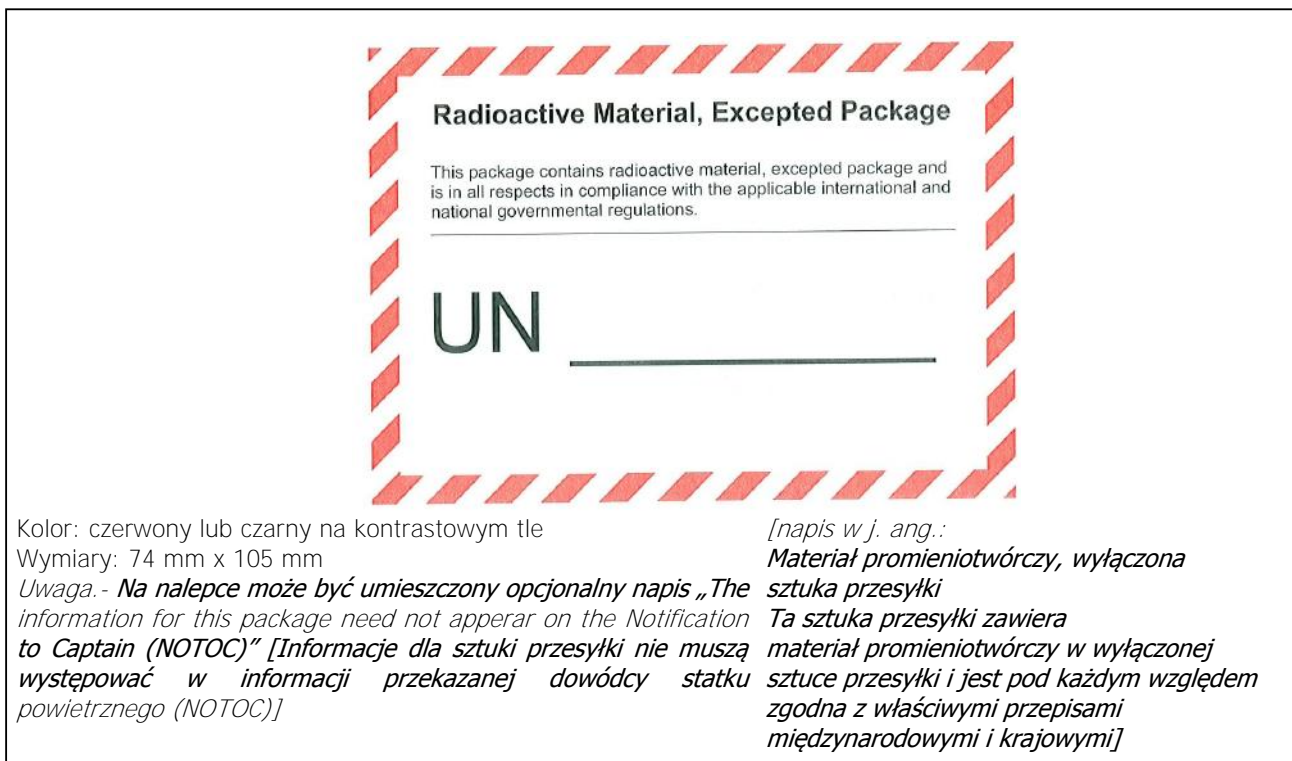 Radioactive Material, Excepted Package
This package contains radioactive material, excepted package and
is in all respects in compliance with the applicable international and
national governmental regulations.
UN
Kolor: czerwony lub czarny na kontrastowym tle
Wymiary: 74 mm x 105 mm
Uwaga.- Na nalepce może być umieszczony opcjonalny napis „The
information for this package need not apperar on the Notification
to Captain (NOTOC)” [Informacje dla sztuki przesyłki nie muszą
występować w informacji przekazanej dowódcy statku
powietrznego (NOTOC)]
[napis w j. ang.:
Materiał promieniotwórczy, wyłączona
sztuka przesyłki
Ta sztuka przesyłki zawiera
materiał promieniotwórczy w wyłączonej
sztuce przesyłki i jest pod każdym względem
zgodna z właściwymi przepisami
międzynarodowymi i krajowymi]